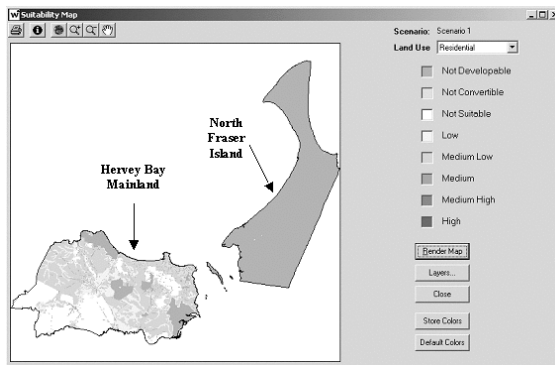 W Suitability Map
Scenario: Scenario 1
Land Use Residential
Not Developable
Not Convertible
Not Suitable
Low
Medium Low
Medium
Medium High
High
Render Map
Layers...
Close
Store Colors
Default Colors
North
Fraser
Island
Hervey Bay
Mainland